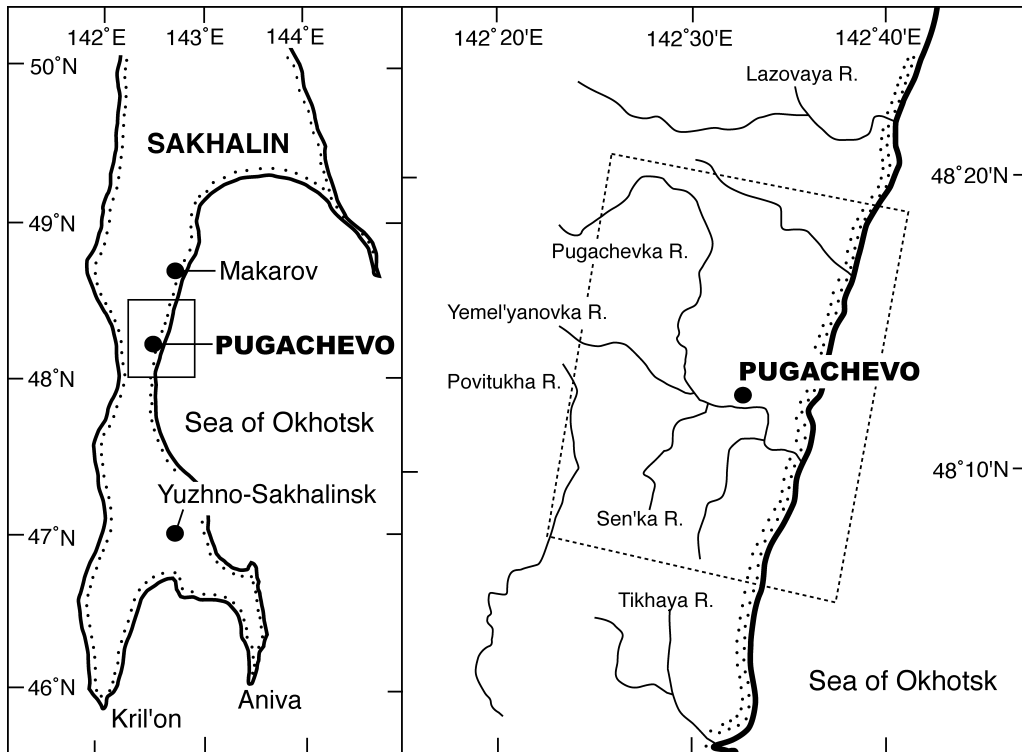 142˚E 143˚E 144˚E
50˚N
SAKHALIN
49˚N
Makarov
PUGACHEVO
48˚N
Sea of Okhotsk
Yuzhno-Sakhalinsk
47˚N
46˚N
Aniva
Kril'on
142˚20'E 142˚30'E 142˚40'E
Lazovaya R.
48˚20'N
Pugachevka R.
Yemel'yanovka R.
PUGACHEVO
Povitukha R.
48˚10'N
Sen'ka R.
Tikhaya R.
Sea of Okhotsk